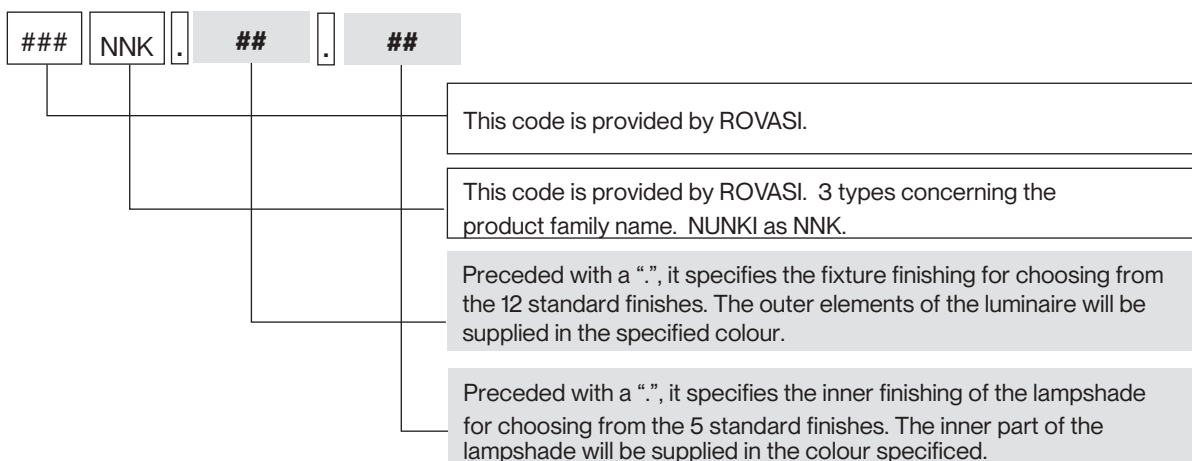 ### NNK . ## . ##
This code is provided by ROVASI.
This code is provided by ROVASI. 3 types concerning the
product family name. NUNKI as NNK.
Preceded with a “.”, it specifies the fixture finishing for choosing from
the 12 standard finishes. The outer elements of the luminaire will be
supplied in the specified colour.
Preceded with a “.”, it specifies the inner finishing of the lampshade
for choosing from the 5 standard finishes. The inner part of the
lampshade will be supplied in the colour specificed.